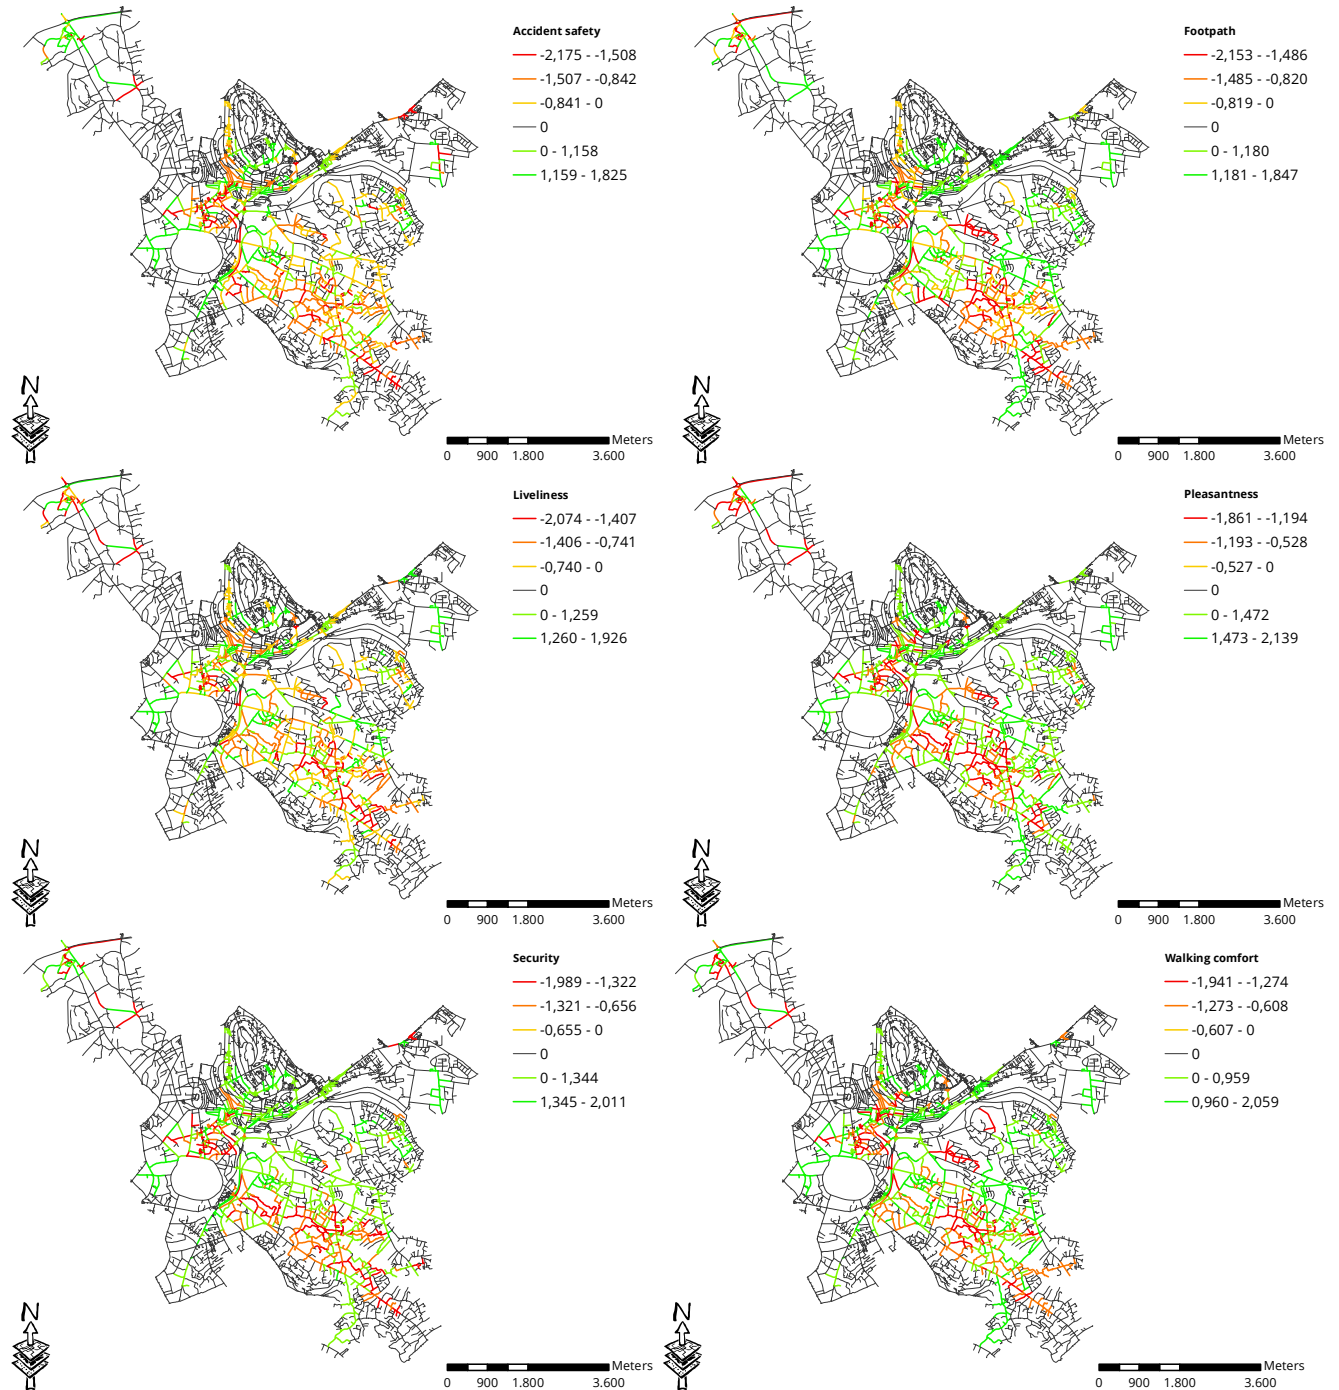 Accident safety
-2,175 - -1,508
-1,507 - -0,842
-0,841 - 0
0
0 - 1,158
1,159 - 1,825
N
Meters
0 900 1.800 3.600
Footpath
-2,153 - -1,486
-1,485 - -0,820
-0,819 - 0
0
0 - 1,180
1,181 - 1,847
N
Meters
0 900 1.800 3.600
Liveliness
-2,074 - -1,407
-1,406 - -0,741
-0,740 - 0
0
0 - 1,259
1,260 - 1,926
N
Meters
0 900 1.800 3.600
Pleasantness
-1,861 - -1,194
-1,193 - -0,528
-0,527 - 0
0
0 - 1,472
1,473 - 2,139
N
Meters
0 900 1.800 3.600
Security
-1,989 - -1,322
-1,321 - -0,656
-0,655 - 0
0
0 - 1,344
1,345 - 2,011
N
Meters
0 900 1.800 3.600
Walking comfort
-1,941 - -1,274
-1,273 - -0,608
-0,607 - 0
0
0 - 0,959
0,960 - 2,059
N
Meters
0 900 1.800 3.600